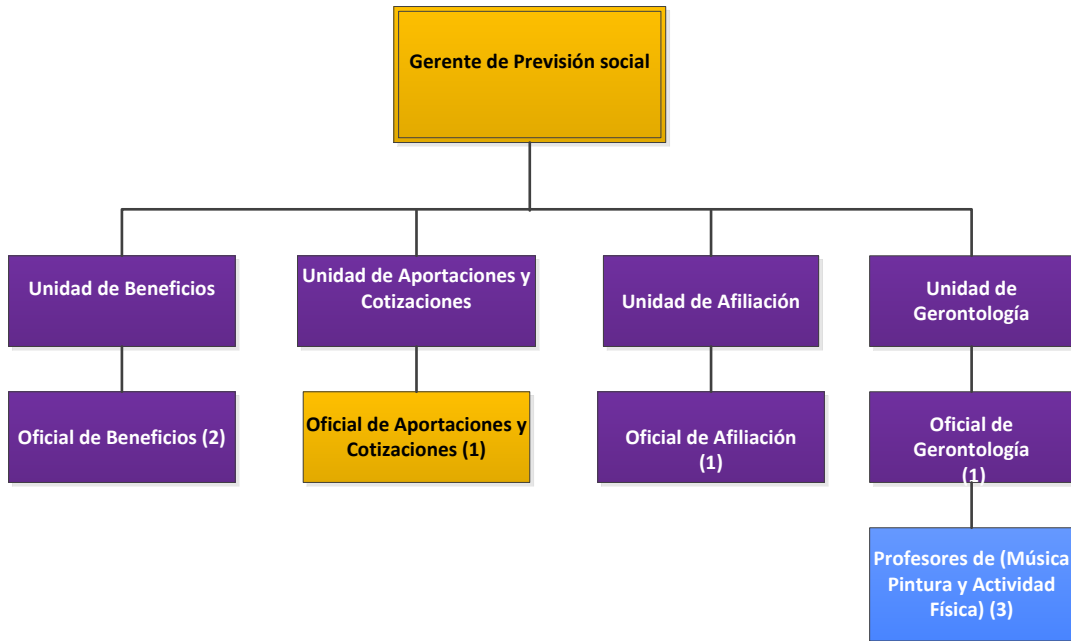 Gerente de Previsión social
Unidad de Beneficios
Unidad de Aportaciones y
Cotizaciones
Unidad de Afiliación
Unidad de
Gerontología
Oficial de Beneficios (2)
Oficial de Aportaciones y
Cotizaciones (1)
Oficial de Afiliación
(1)
Oficial de
Gerontología
(1)
Profesores de (Música
Pintura y Actividad
Física) (3)